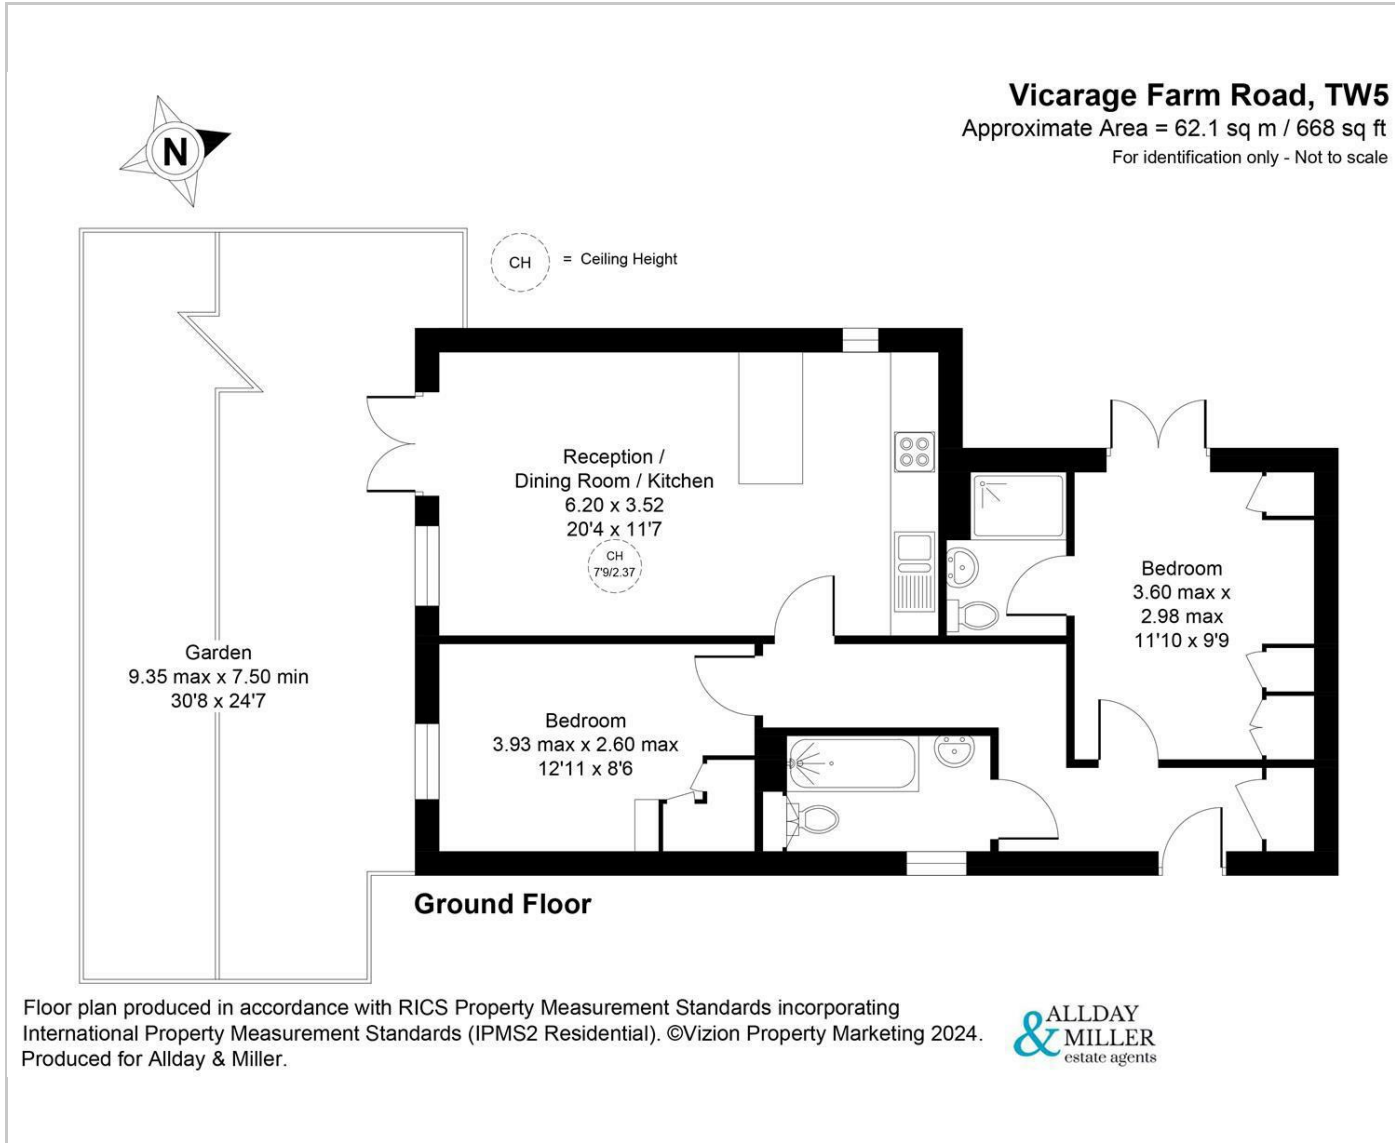 Vicarage Farm Road, TW5
Approximate Area = 62.1 sq m / 668 sq ft
For identification only - Not to scale
N
CH = Ceiling Height
Reception /
Dining Room / Kitchen
6.20 x 3.52
20'4 x 11'7
CH
7'9/2.37
Bedroom
3.60 max x
2.98 max
11'10 x 9'9
Garden
9.35 max x 7.50 min
30'8 x 24'7
Bedroom
3.93 max x 2.60 max
12'11 x 8'6
Ground Floor
Floor plan produced in accordance with RICS Property Measurement Standards incorporating
International Property Measurement Standards (IPMS2 Residential). ©Vizion Property Marketing 2024.
Produced for Allday & Miller.
ALLDAY
& MILLER
estate agents